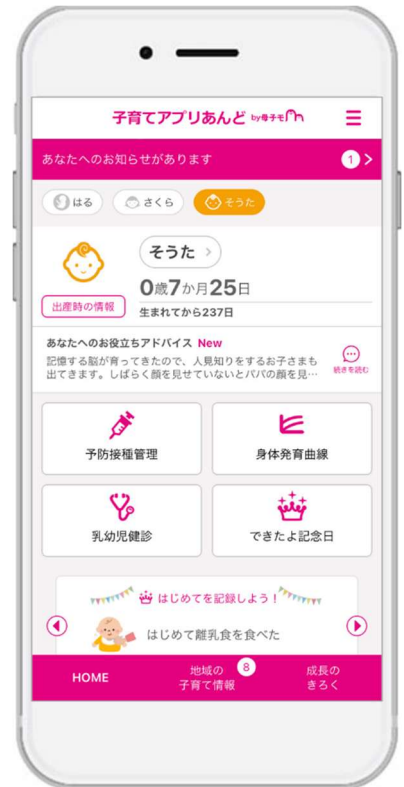 子育てアプリあんど by母子モ
あなたへのお知らせがあります 1
はる さくら そうた
そうた
0歳7か月25日
出産時の情報
生まれてから237日
あなたへのお役立ちアドバイス New
記憶する脳が育ってきたので、人見知りをするお子さまも
出てきます。しばらく顔を見せていないとパパの顔を見…
続きを読む
予防接種管理 身体発育曲線
乳幼児健診 できたよ記念日
はじめてを記録しよう!
はじめて離乳食を食べた
HOME
地域の
子育て情報
8
成長の
きろく